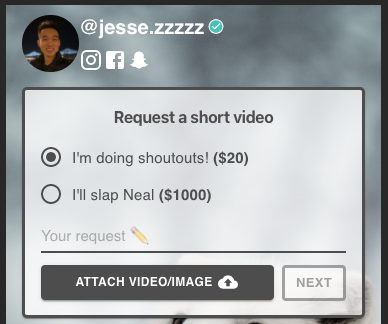 @jesse.zzzzz
Request a short video
I'm doing shoutouts! ($20)
I'll slap Neal ($1000)
Your request ✏️
ATTACH VIDEO/IMAGE
NEXT